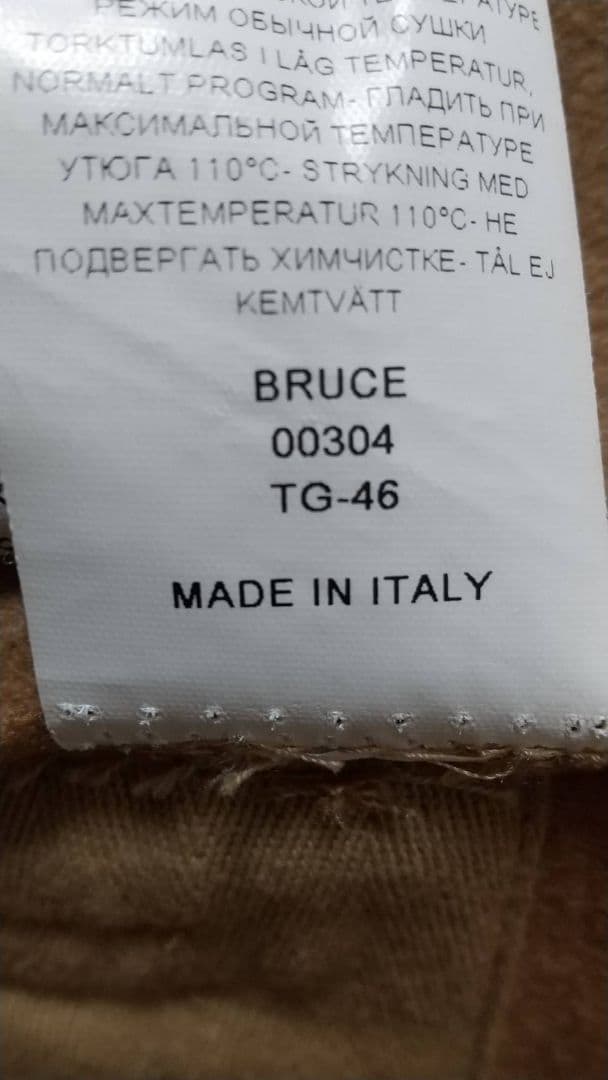 РЕЖИМ ОБЫЧНОЙ СУШКИ
TORKTUMLAS I LÅG TEMPERATUR,
NORMALT PROGRAM- ГЛАДИТЬ ПРИ
МАКСИМАЛЬНОЙ ТЕМПЕРАТУРЕ
УТЮГА 110°C- STRYKNING MED
MAXTEMPERATUR 110°C- НЕ
ПОДВЕРГАТЬ ХИМЧИСТКЕ- TÅL EJ
KEMTVÄTT
BRUCE
00304
TG-46
MADE IN ITALY